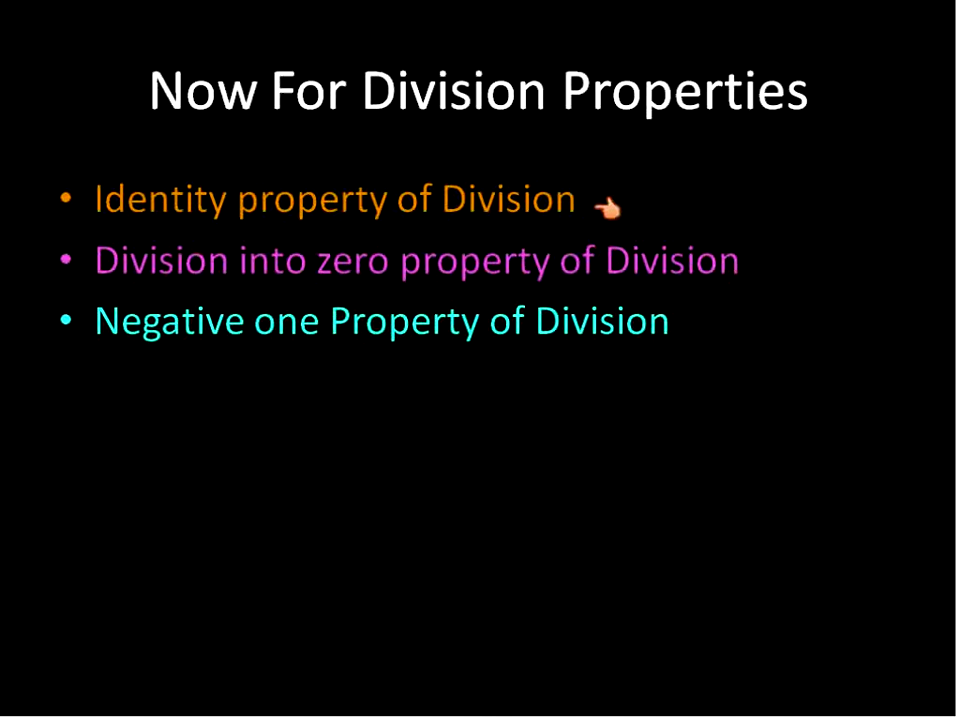 Now For Division Properties
• Identity property of Division
• Division into zero property of Division
• Negative one Property of Division